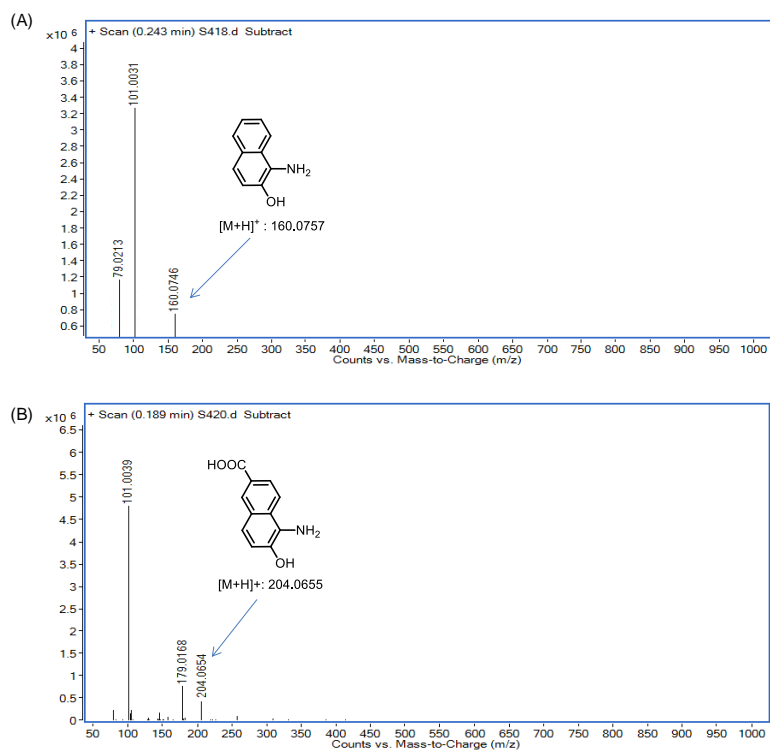 (A)
×10 6
+ Scan (0.243 min) S418.d Subtract
4
3.8
3.6
3.4
3.2
3
2.8
2.6
2.4
2.2
2
1.8
1.6
1.4
1.2
1
0.8
0.6
101.0031
79.0213
160.0746
NH2
OH
[M+H]+ : 160.0757
50 100 150 200 250 300 350 400 450 500 550 600 650 700 750 800 850 900 950 1000
Counts vs. Mass-to-Charge (m/z)
(B)
×10 6
+ Scan (0.189 min) S420.d Subtract
6.5
6
5.5
5
4.5
4
3.5
3
2.5
2
1.5
1
0.5
0
101.0039
179.0168
204.0654
HOOC
NH2
OH
[M+H]+: 204.0655
50 100 150 200 250 300 350 400 450 500 550 600 650 700 750 800 850 900 950 1000
Counts vs. Mass-to-Charge (m/z)